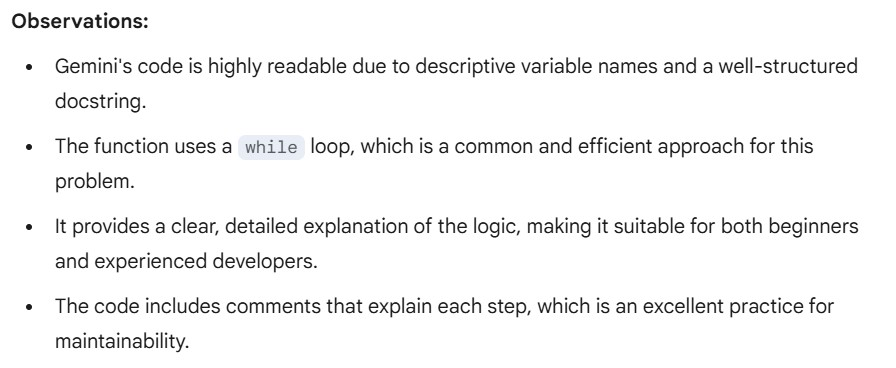 Observations:
• Gemini's code is highly readable due to descriptive variable names and a well-structured
docstring.
• The function uses a while loop, which is a common and efficient approach for this
problem.
• It provides a clear, detailed explanation of the logic, making it suitable for both beginners
and experienced developers.
• The code includes comments that explain each step, which is an excellent practice for
maintainability.